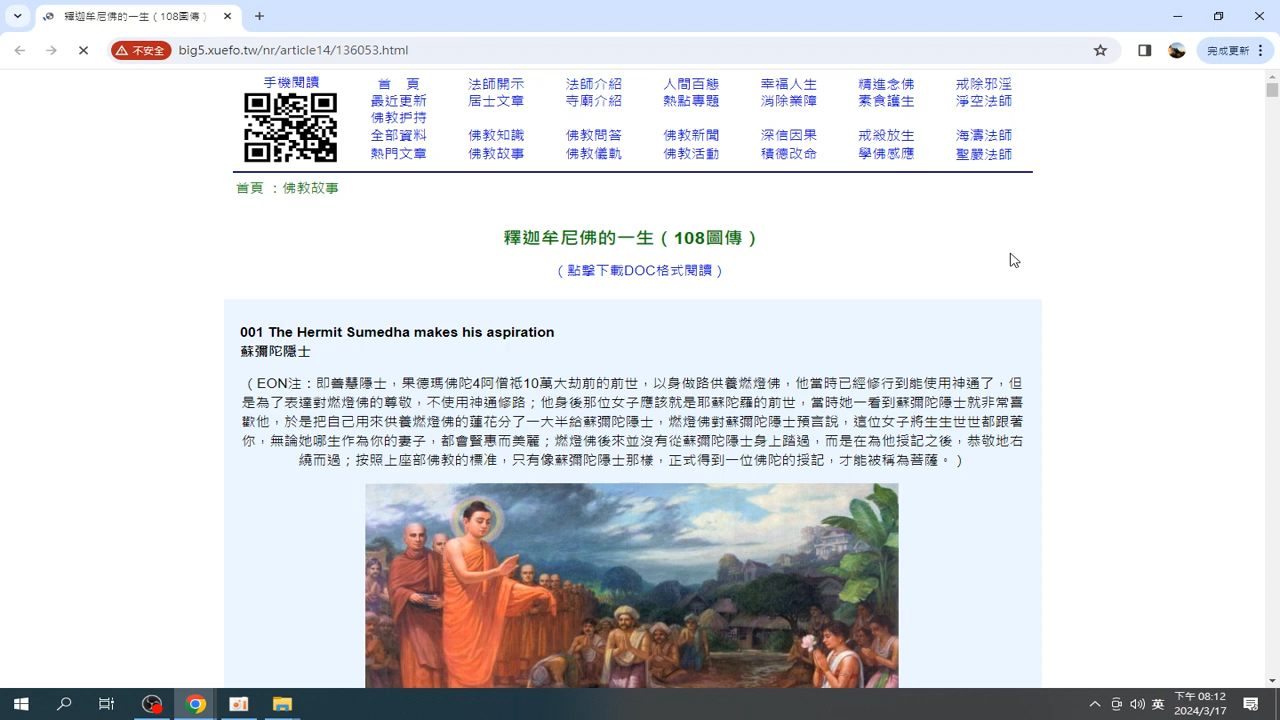 釋迦牟尼佛的一生（108圖傳）
不安全
big5.xuefo.tw/nr/article14/136053.html
完成更新
手機閱讀
首　頁 法師開示 法師介紹 人間百態 幸福人生 精進念佛 戒除邪淫
最近更新 居士文章 寺廟介紹 熱點專題 消除業障 素食護生 淨空法師
佛教护持
全部資料 佛教知識 佛教問答 佛教新聞 深信因果 戒殺放生 海濤法師
熱門文章 佛教故事 佛教儀軌 佛教活動 積德改命 學佛感應 聖嚴法師
首頁 ：佛教故事
釋迦牟尼佛的一生（108圖傳）
（點擊下載DOC格式閱讀）
001 The Hermit Sumedha makes his aspiration
蘇彌陀隱士
（EON注：即善慧隱士，果德瑪佛陀4阿僧祇10萬大劫前的前世，以身做路供養燃燈佛，他當時已經修行到能使用神通了，但
是為了表達對燃燈佛的尊敬，不使用神通修路；他身後那位女子應該就是耶蘇陀羅的前世，當時她一看到蘇彌陀隱士就非常喜
歡他，於是把自己用來供養燃燈佛的蓮花分了一大半給蘇彌陀隱士，燃燈佛對蘇彌陀隱士預言說，這位女子將生生世世都跟著
你，無論她哪生作為你的妻子，都會賢惠而美麗；燃燈佛後來並沒有從蘇彌陀隱士身上踏過，而是在為他授記之後，恭敬地右
繞而過；按照上座部佛教的標准，只有像蘇彌陀隱士那樣，正式得到一位佛陀的授記，才能被稱為菩薩。）
英
下午 08:12
2024/3/17